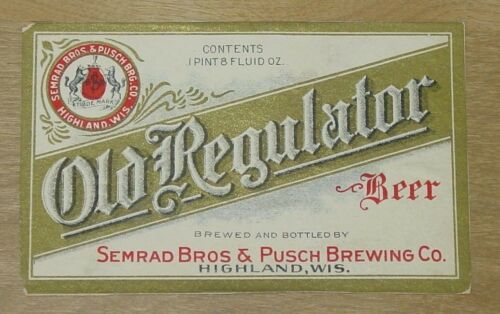 SEMRAD BROS. & PUSCH BRG. CO.
TRADE MARK
HIGHLAND, WIS.
CONTENTS
1 PINT 8 FLUID OZ.
Old Regulator
Beer
BREWED AND BOTTLED BY
SEMRAD BROS & PUSCH BREWING CO.
HIGHLAND, WIS.